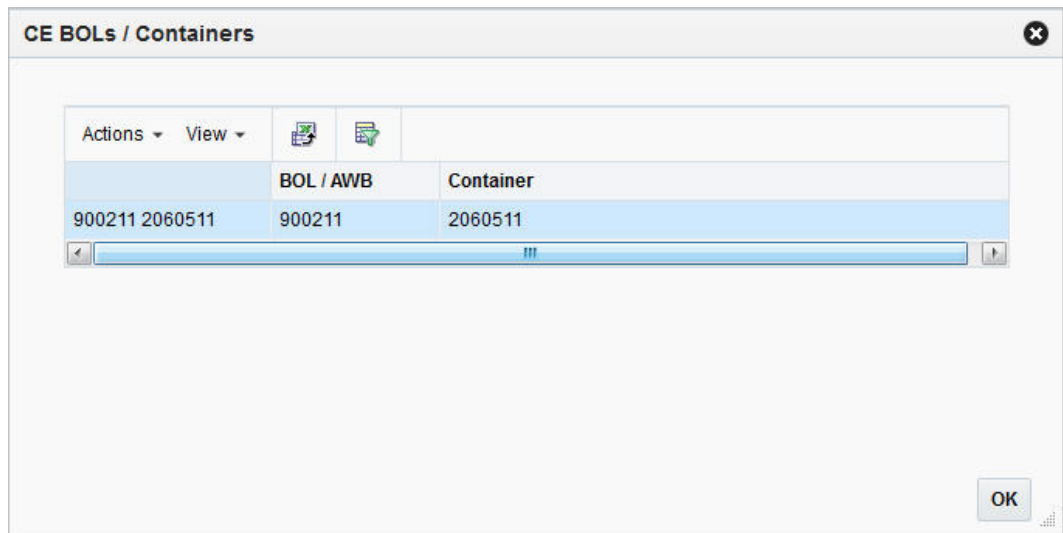 CE BOLs / Containers
Actions View
BOL / AWB Container
900211 2060511 900211 2060511
OK